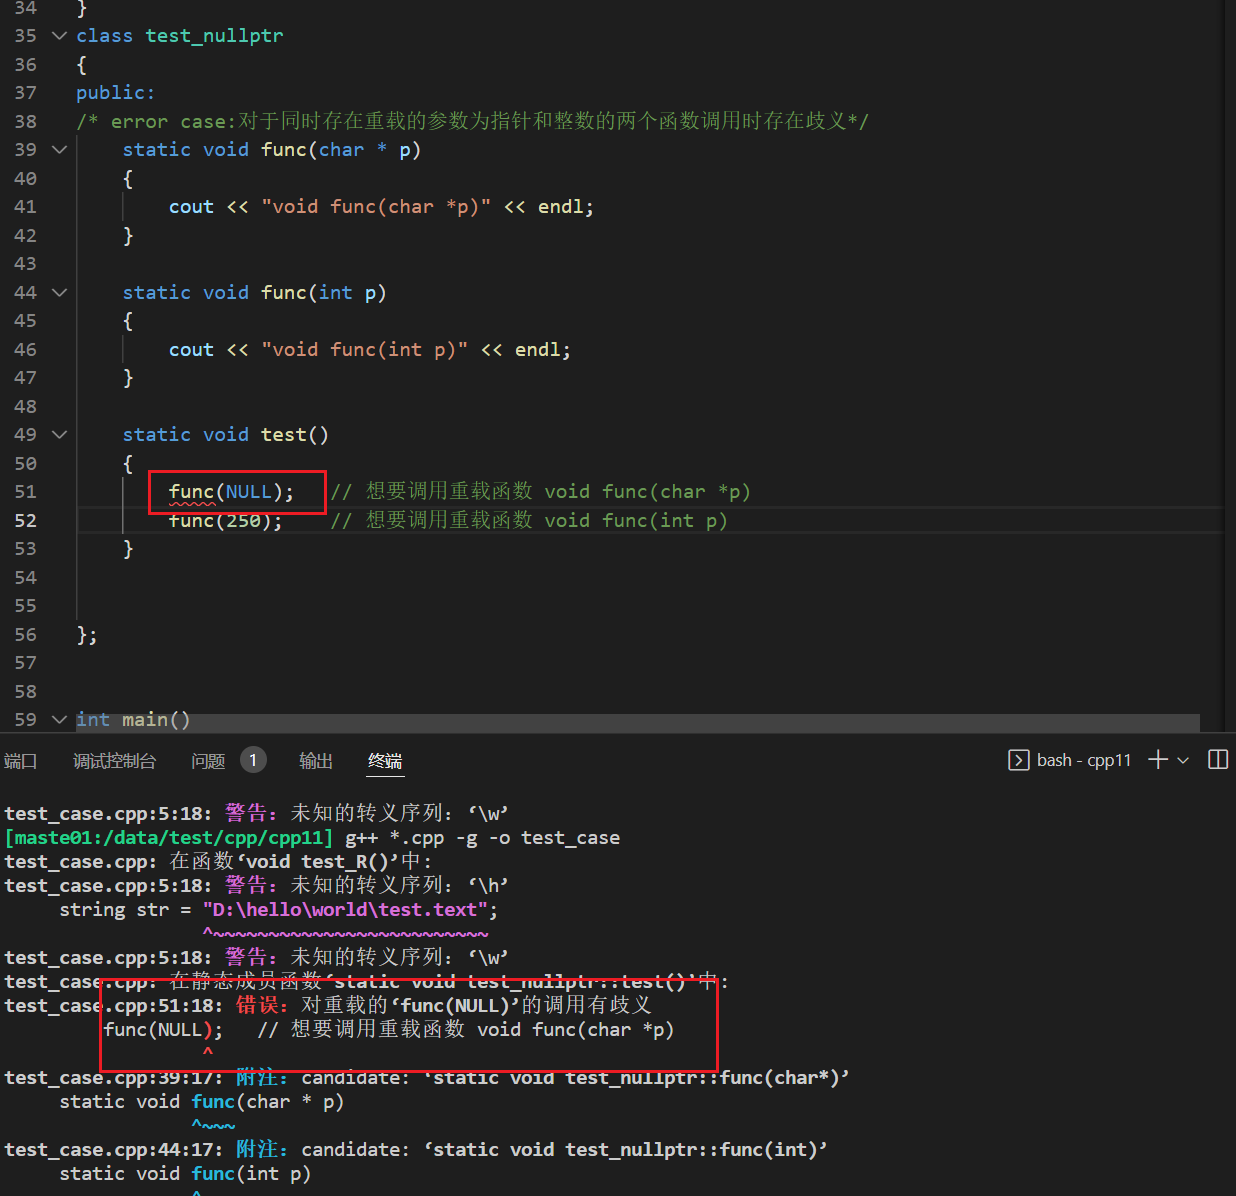 34 }
35 class test_nullptr
36 {
37 public:
38 /* error case:对于同时存在重载的参数为指针和整数的两个函数调用时存在歧义*/
39 static void func(char * p)
40 {
41 cout << "void func(char *p)" << endl;
42 }
43
44 static void func(int p)
45 {
46 cout << "void func(int p)" << endl;
47 }
48
49 static void test()
50 {
51 func(NULL); // 想要调用重载函数 void func(char *p)
52 func(250); // 想要调用重载函数 void func(int p)
53 }
54
55
56 };
57
58
59 int main()
端口 调试控制台 问题 1 输出 终端 bash - cpp11
test_case.cpp:5:18: 警告：未知的转义序列：‘\w’
[maste01:/data/test/cpp/cpp11] g++ *.cpp -g -o test_case
test_case.cpp: 在函数‘void test_R()’中:
test_case.cpp:5:18: 警告：未知的转义序列：‘\h’
string str = "D:\hello\world\test.text";
^~~~~~~~~~~~~~~~~~~~~~~~~~
test_case.cpp:5:18: 警告：未知的转义序列：‘\w’
test_case.cpp: 在静态成员函数‘static void test_nullptr::test()’中:
test_case.cpp:51:18: 错误：对重载的‘func(NULL)’的调用有歧义
func(NULL); // 想要调用重载函数 void func(char *p)
^
test_case.cpp:39:17: 附注：candidate: ‘static void test_nullptr::func(char*)’
static void func(char * p)
^~~~
test_case.cpp:44:17: 附注：candidate: ‘static void test_nullptr::func(int)’
static void func(int p)
^